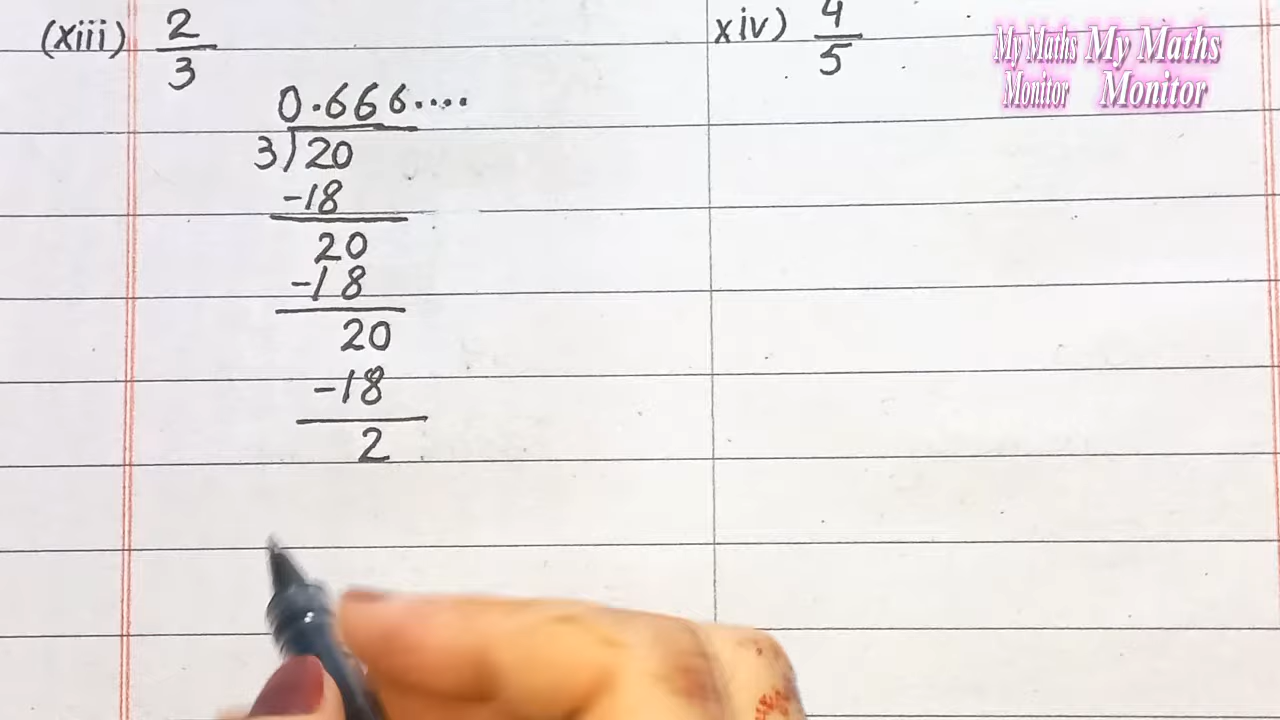 (xiii) 2/3
0.666....
3)20
-18
20
-18
20
-18
2
xiv) 4/5
My Maths Monitor
My Maths Monitor